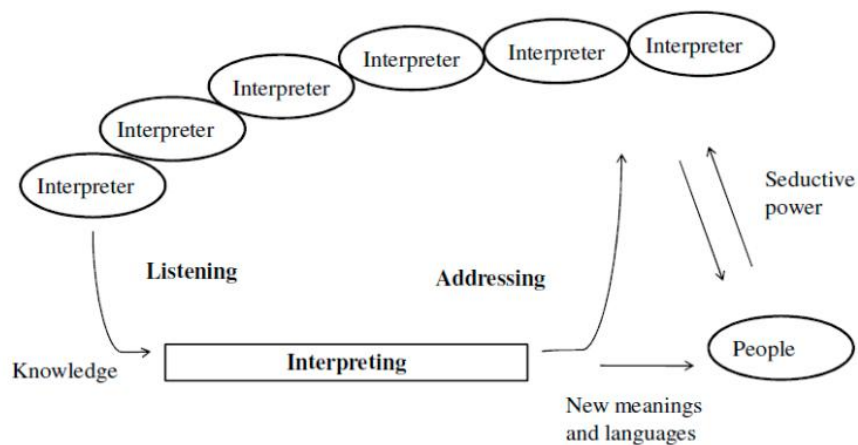 Interpreter
Interpreter
Interpreter
Interpreter
Interpreter
Interpreter
Seductive
power
Listening
Addressing
Interpreting
People
Knowledge
New meanings
and languages